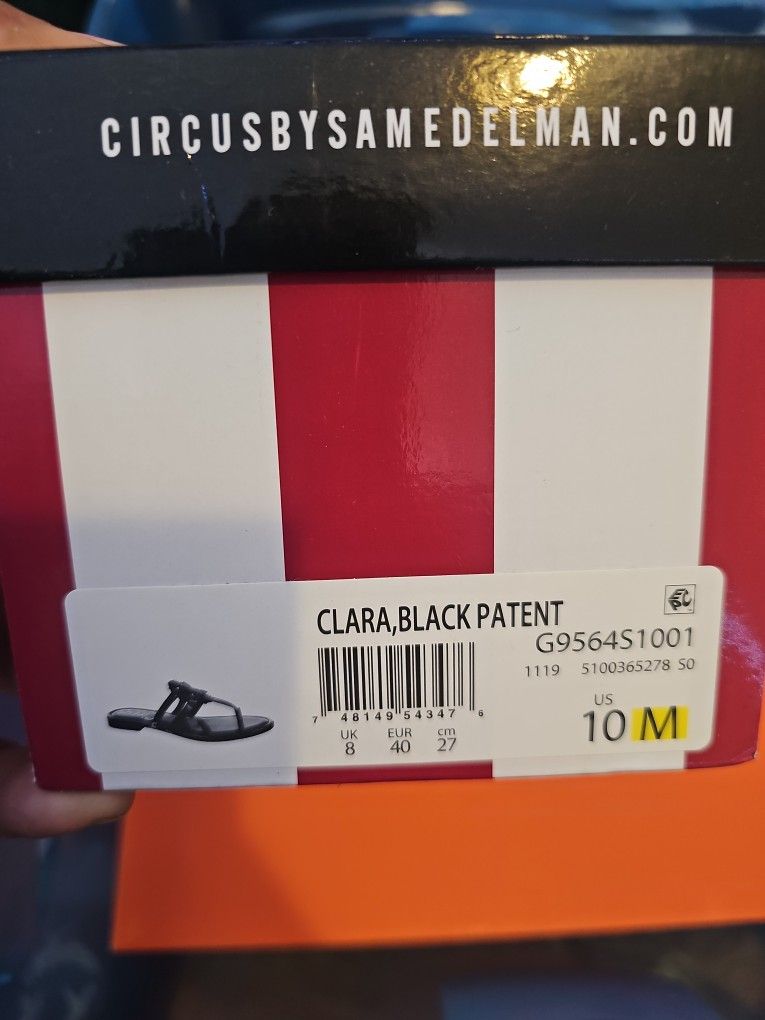 CIRCUSBYSAMEDELMAN.COM
CLARA,BLACK PATENT
G9564S1001
1119 5100365278 S0
7 48149 54347 6
UK EUR cm
8 40 27
US
10 M